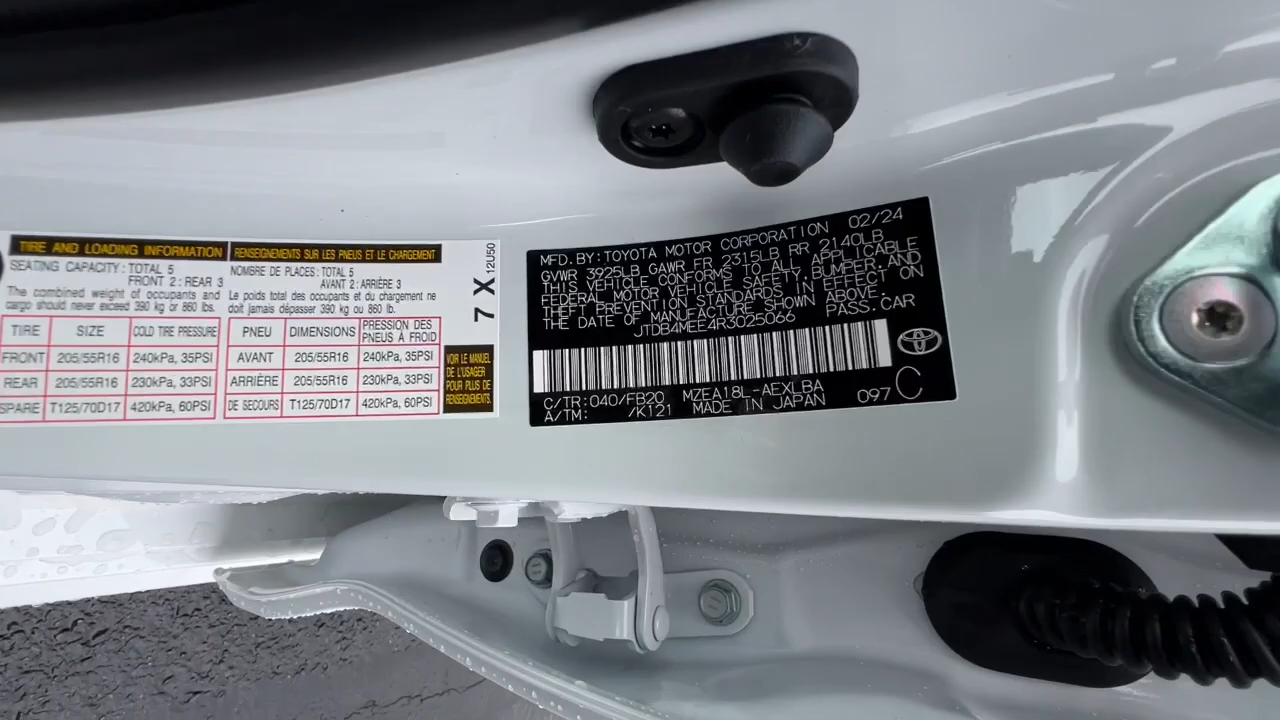 TIRE AND LOADING INFORMATION
SEATING CAPACITY: TOTAL 5
FRONT 2: REAR 3
The combined weight of occupants and
cargo should never exceed 390 kg or 860 lbs.
TIRE SIZE COLD TIRE PRESSURE
FRONT 205/55R16 240kPa, 35PSI
REAR 205/55R16 230kPa, 33PSI
SPARE T125/70D17 420kPa, 60PSI
RENSEIGNEMENTS SUR LES PNEUS ET LE CHARGEMENT
NOMBRE DE PLACES: TOTAL 5
AVANT 2: ARRIÈRE 3
Le poids total des occupants et du chargement ne
doit jamais dépasser 390 kg ou 860 lb.
PNEU DIMENSIONS PRESSION DES PNEUS À FROID
AVANT 205/55R16 240kPa, 35PSI
ARRIÈRE 205/55R16 230kPa, 33PSI
DE SECOURS T125/70D17 420kPa, 60PSI
7 X 12U50
VOIR LE MANUEL
DE L'USAGER
POUR PLUS DE
RENSEIGNEMENTS.
MFD. BY: TOYOTA MOTOR CORPORATION 02/24
GVWR 3925LB GAWR FR 2315LB RR 2140LB
THIS VEHICLE CONFORMS TO ALL APPLICABLE
FEDERAL MOTOR VEHICLE SAFETY, BUMPER, AND
THEFT PREVENTION STANDARDS IN EFFECT ON
THE DATE OF MANUFACTURE SHOWN ABOVE.
JTDB4MEE4R3025066 PASS. CAR
C/TR: 040/FB20 MZEA18L-AEXLBA
A/TM: /K121 MADE IN JAPAN 097 C